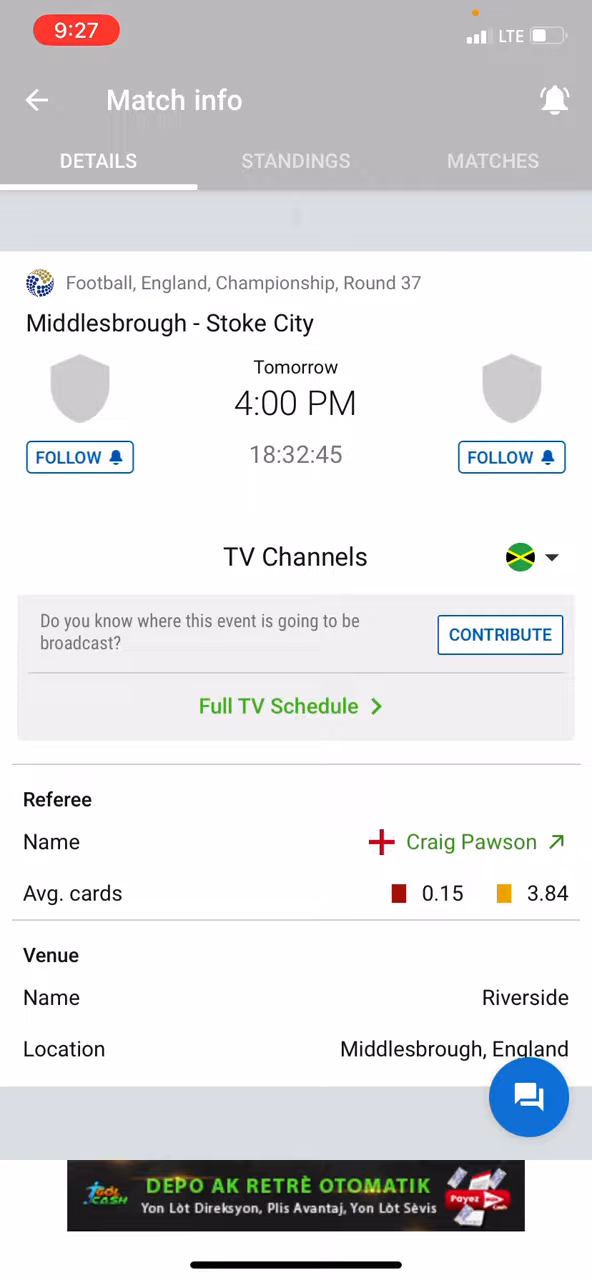 9:27
LTE
Match info
DETAILS
STANDINGS
MATCHES
Football, England, Championship, Round 37
Middlesbrough - Stoke City
Tomorrow
4:00 PM
FOLLOW
18:32:45
FOLLOW
TV Channels
Do you know where this event is going to be
broadcast?
CONTRIBUTE
Full TV Schedule
Referee
Name
Craig Pawson
Avg. cards
0.15
3.84
Venue
Name
Riverside
Location
Middlesbrough, England
DEPO AK RETRÈ OTOMATIK
Yon Lòt Direksyon, Plis Avantaj, Yon Lòt Sèvis